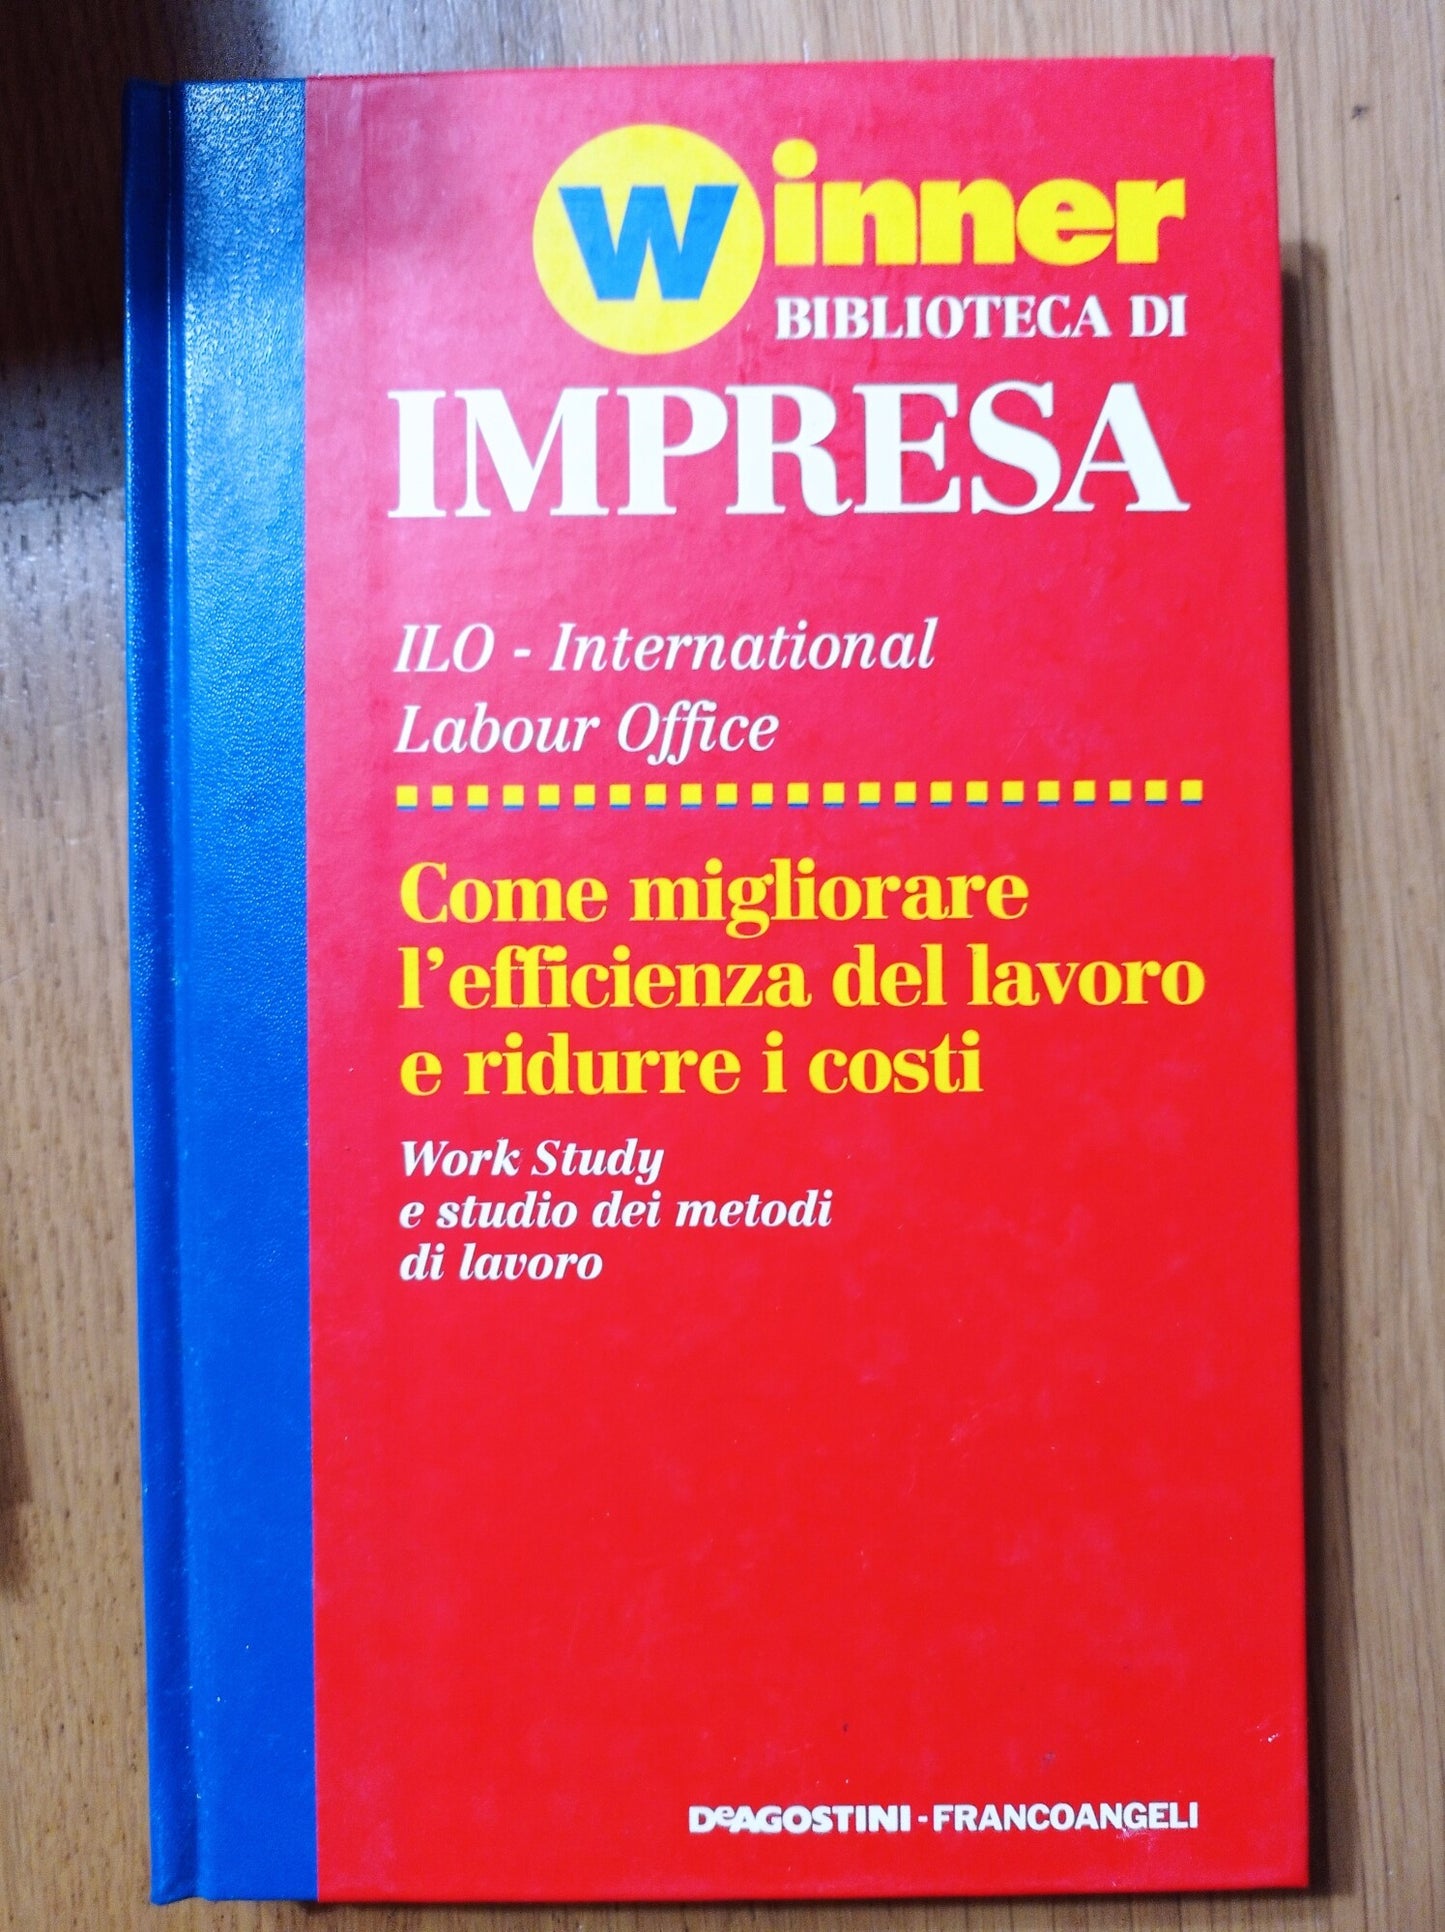 Winner
BIBLIOTECA DI
IMPRESA
ILO - International
Labour Office
Come migliorare
l'efficienza del lavoro
e ridurre i costi
Work Study
e studio dei metodi
di lavoro
DeAGOSTINI-FRANCOANGELI